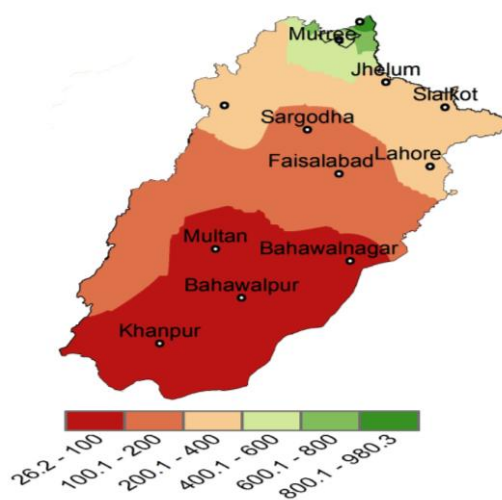 Murree
Jhelum
Sialkot
Sargodha
Lahore
Faisalabad
Multan
Bahawalnagar
Bahawalpur
Khanpur
26.2 - 100
100.1 - 200
200.1 - 400
400.1 - 600
600.1 - 800
800.1 - 980.3